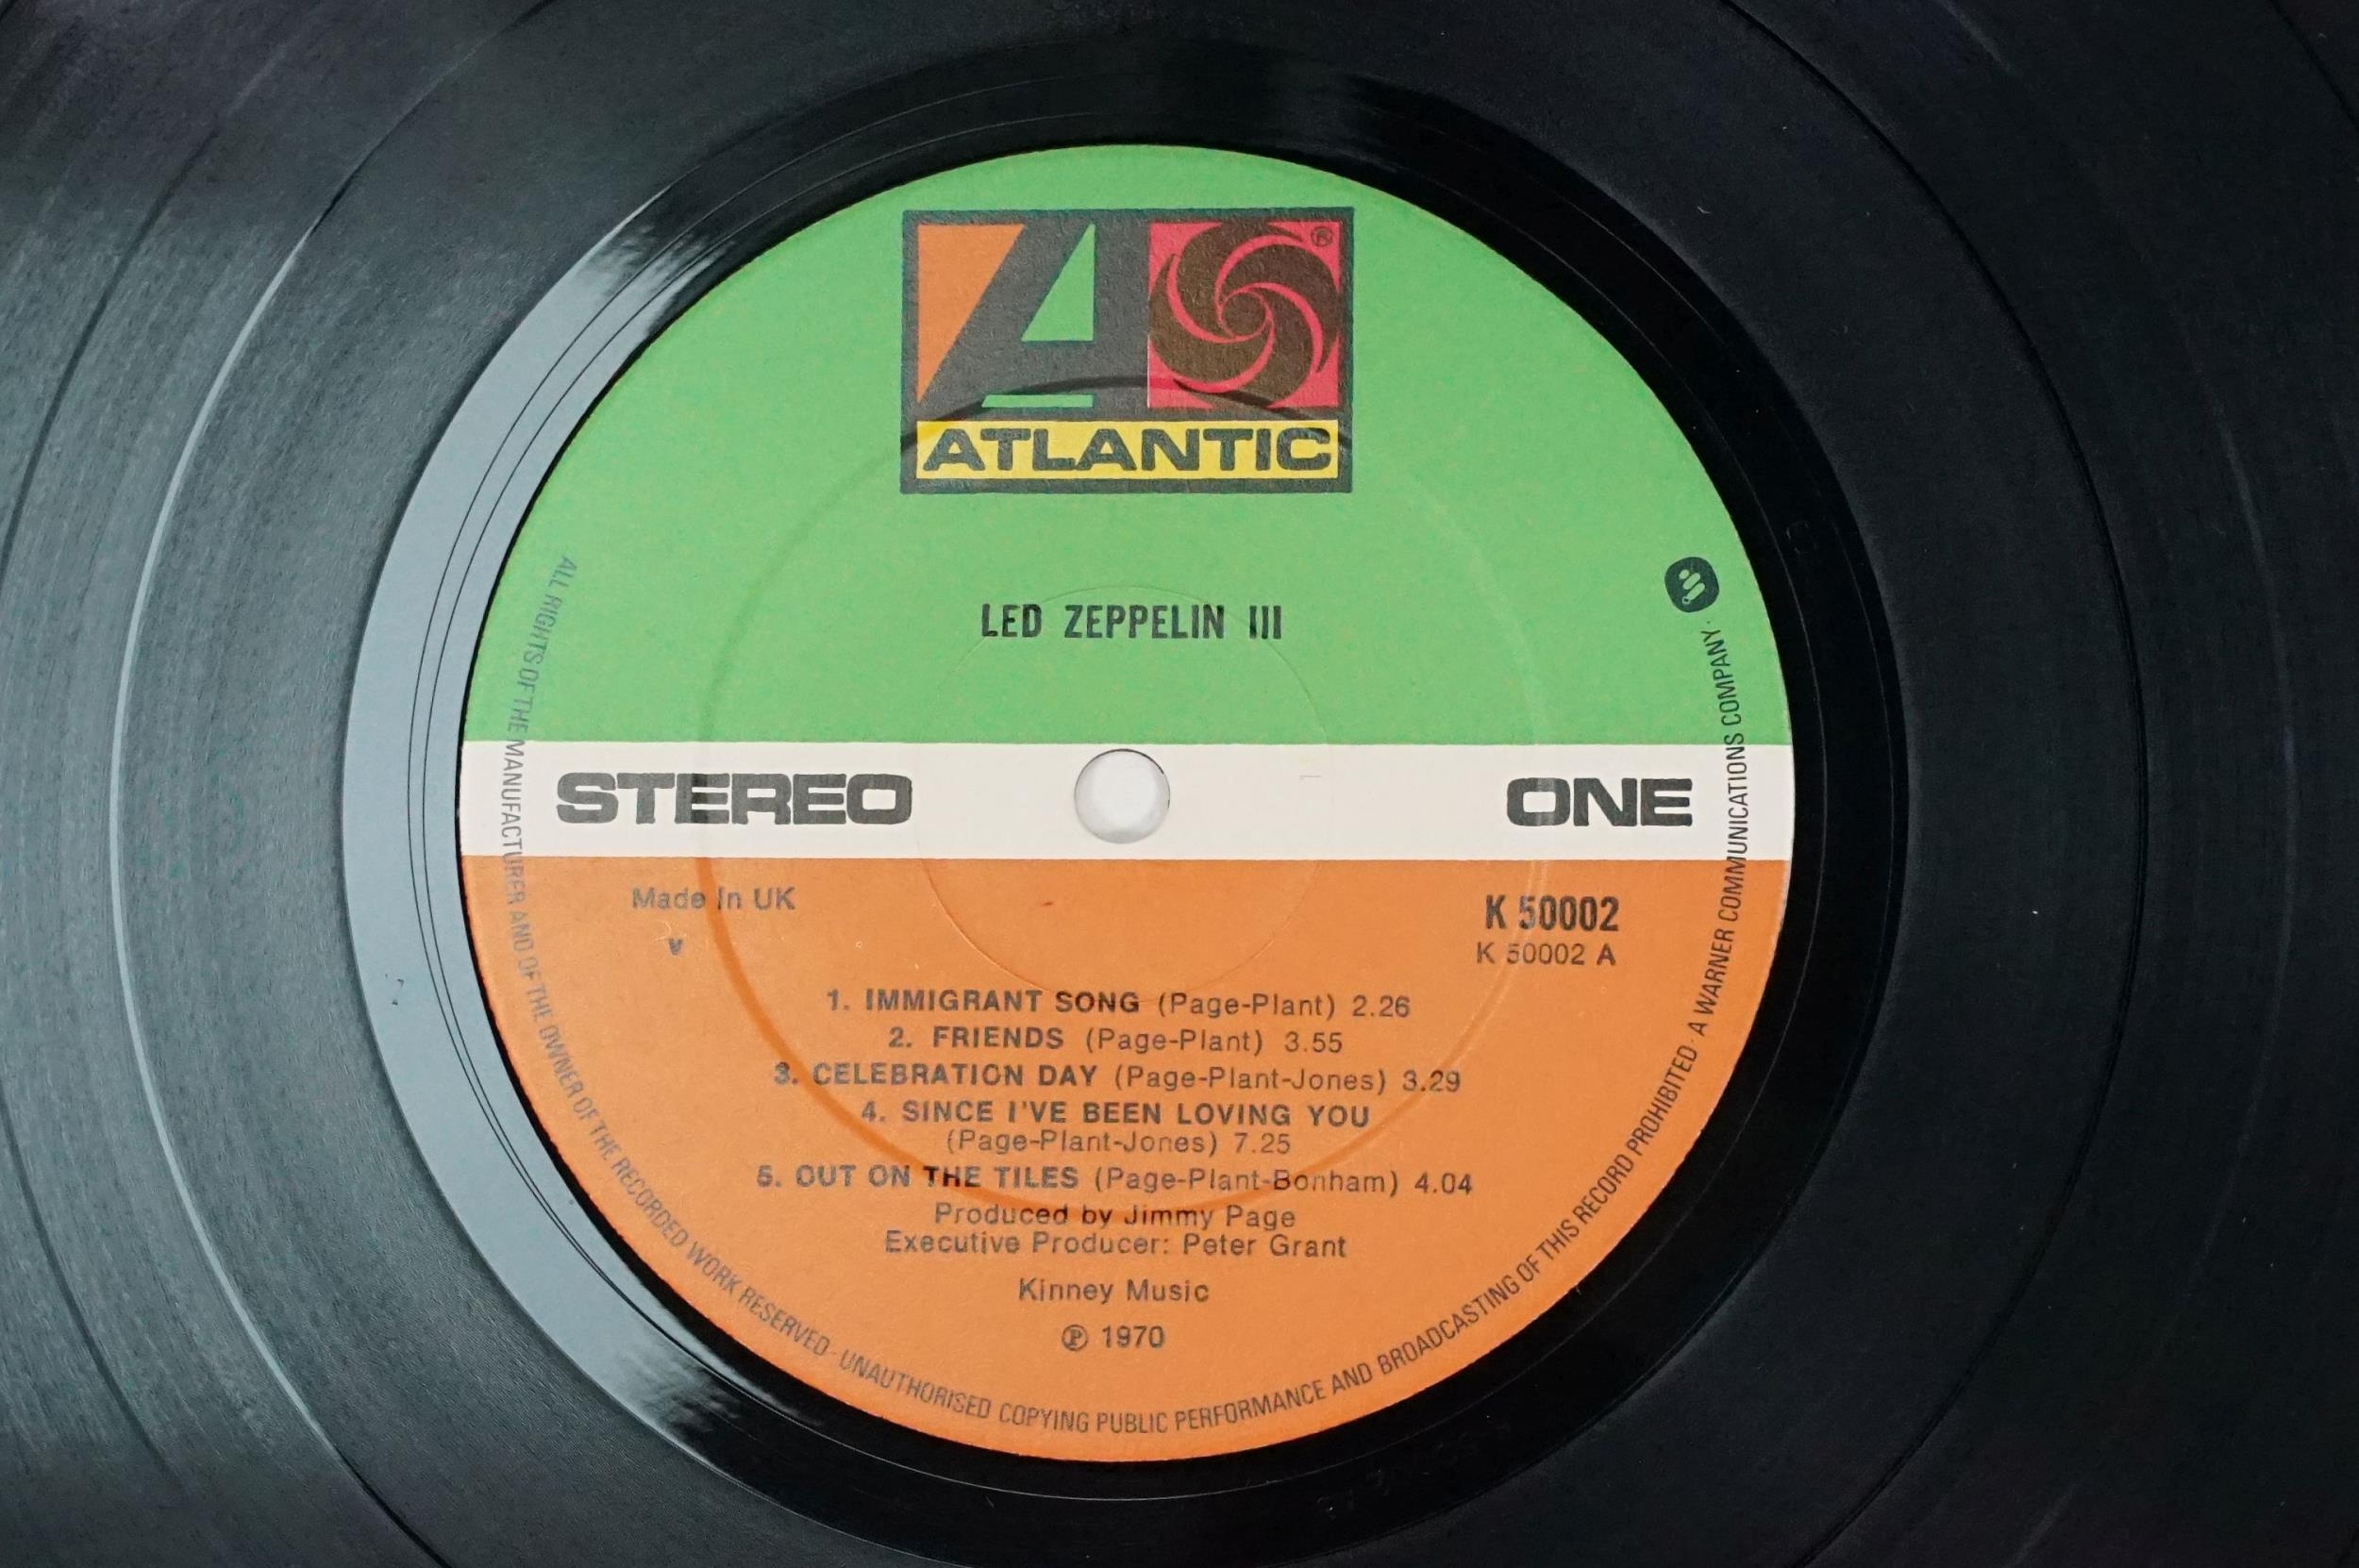 ATLANTIC
®
LED ZEPPELIN III
STEREO
ONE
Made in UK
K 50002
K 50002 A
1. IMMIGRANT SONG (Page-Plant) 2.26
2. FRIENDS (Page-Plant) 3.55
3. CELEBRATION DAY (Page-Plant-Jones) 3.29
4. SINCE I'VE BEEN LOVING YOU
(Page-Plant-Jones) 7.25
5. OUT ON THE TILES (Page-Plant-Bonham) 4.04
Produced by Jimmy Page
Executive Producer: Peter Grant
Kinney Music
℗ 1970
ALL RIGHTS OF THE MANUFACTURER AND OF THE OWNER OF THE RECORDED WORK RESERVED · UNAUTHORISED COPYING PUBLIC PERFORMANCE AND BROADCASTING OF THIS RECORD PROHIBITED · A WARNER COMMUNICATIONS COMPANY ·